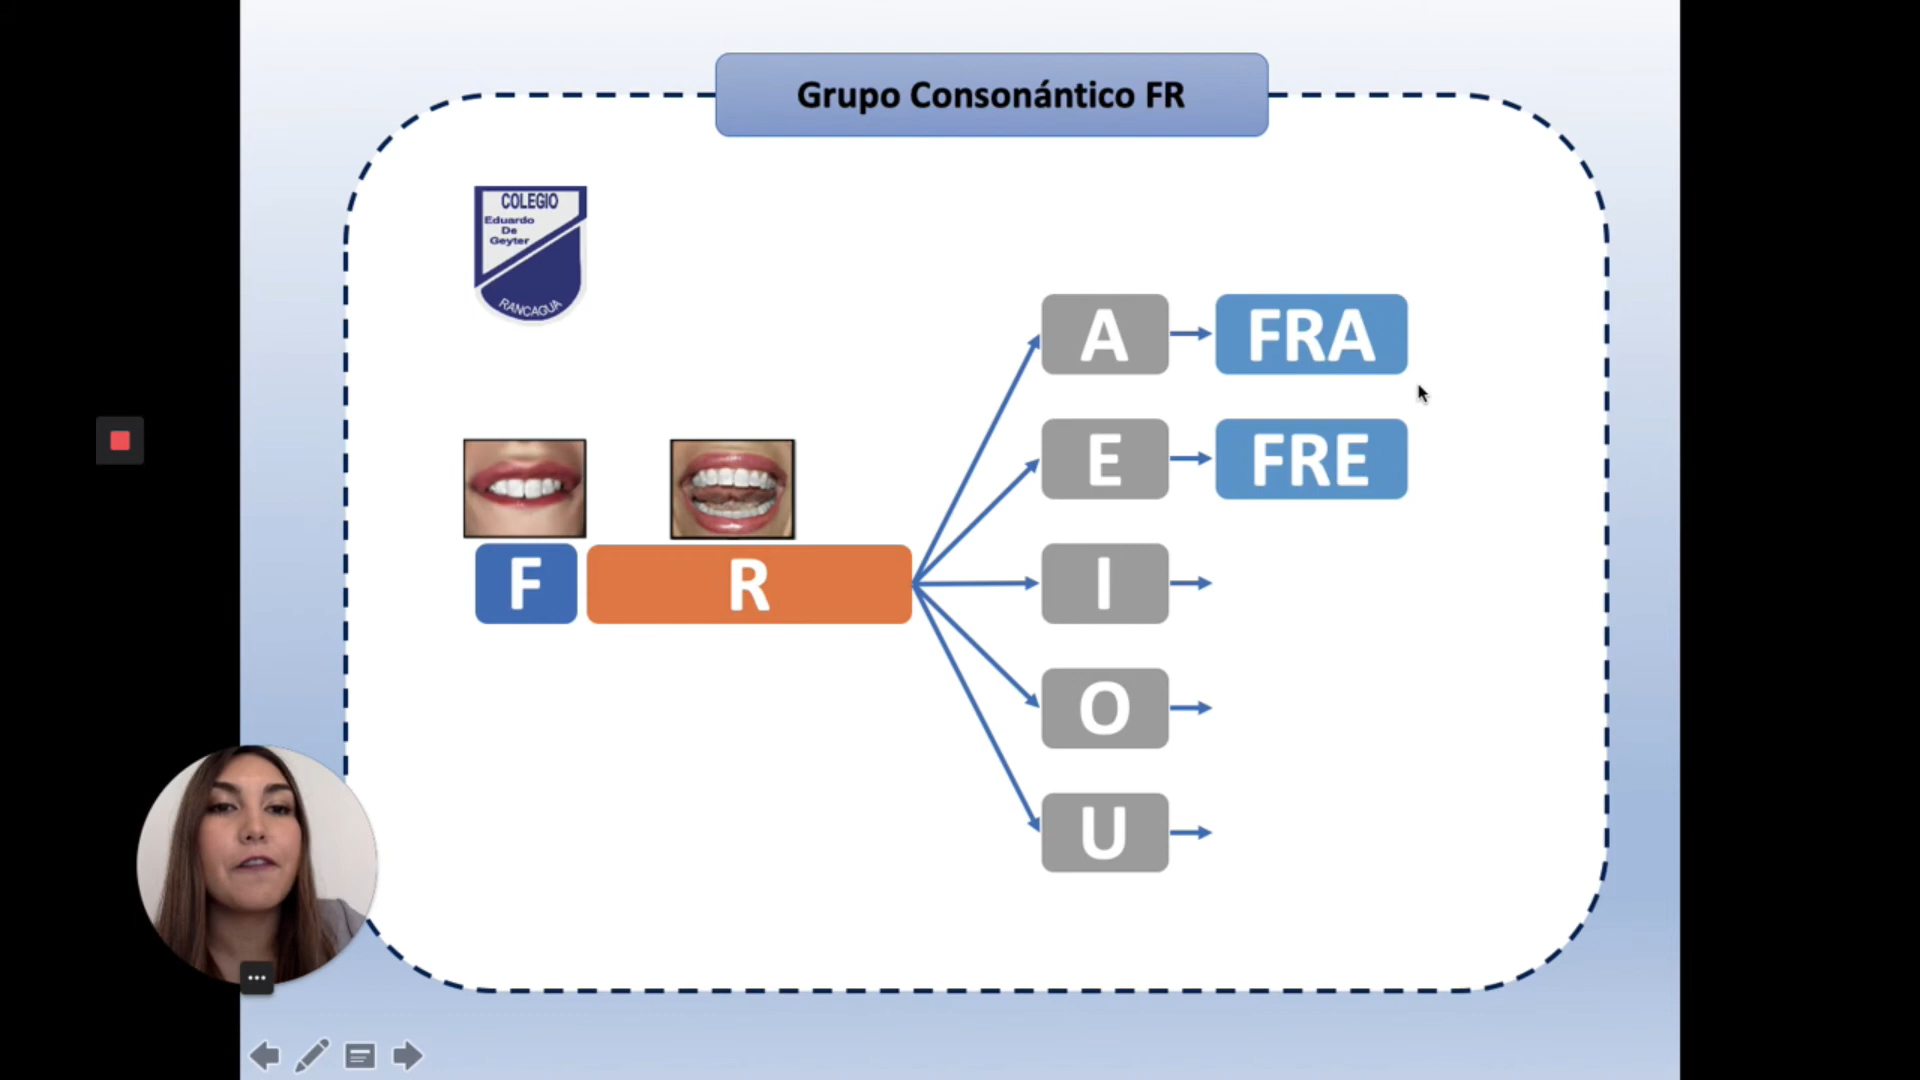 Grupo Consonántico FR
COLEGIO
Eduardo
De
Geyter
RANCAGUA
A
FRA
E
FRE
F
R
I
O
U